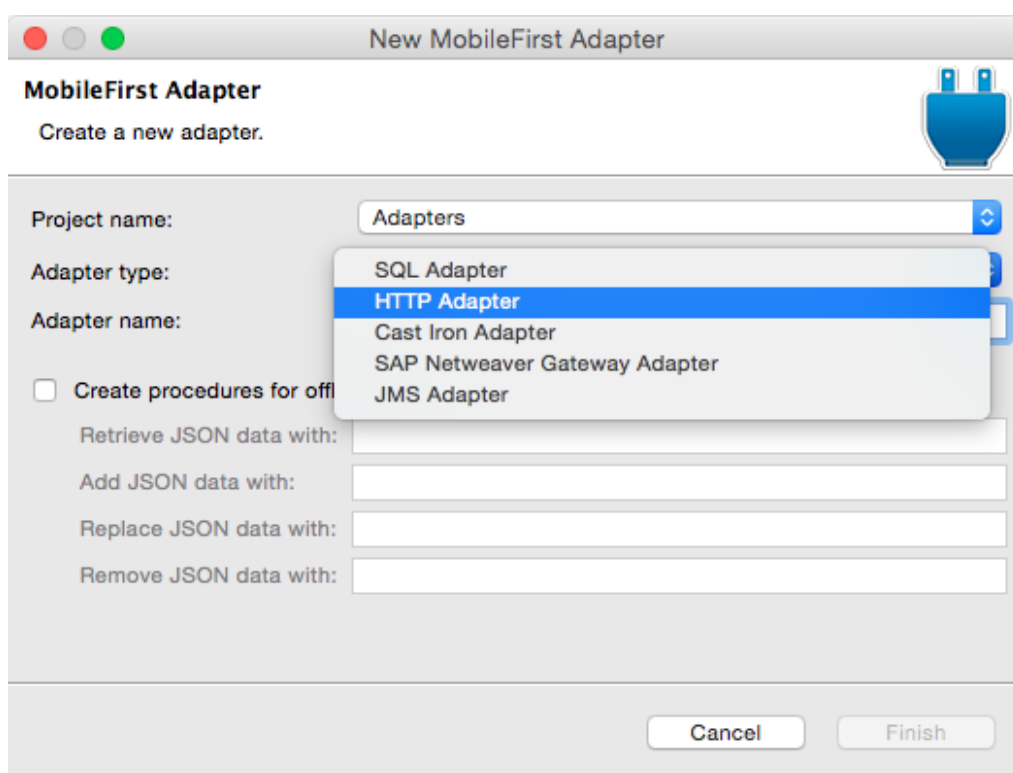 New MobileFirst Adapter
MobileFirst Adapter
Create a new adapter.
Project name: Adapters
Adapter type:
SQL Adapter
HTTP Adapter
Adapter name:
Cast Iron Adapter
SAP Netweaver Gateway Adapter
JMS Adapter
Create procedures for offl
Retrieve JSON data with:
Add JSON data with:
Replace JSON data with:
Remove JSON data with:
Cancel Finish